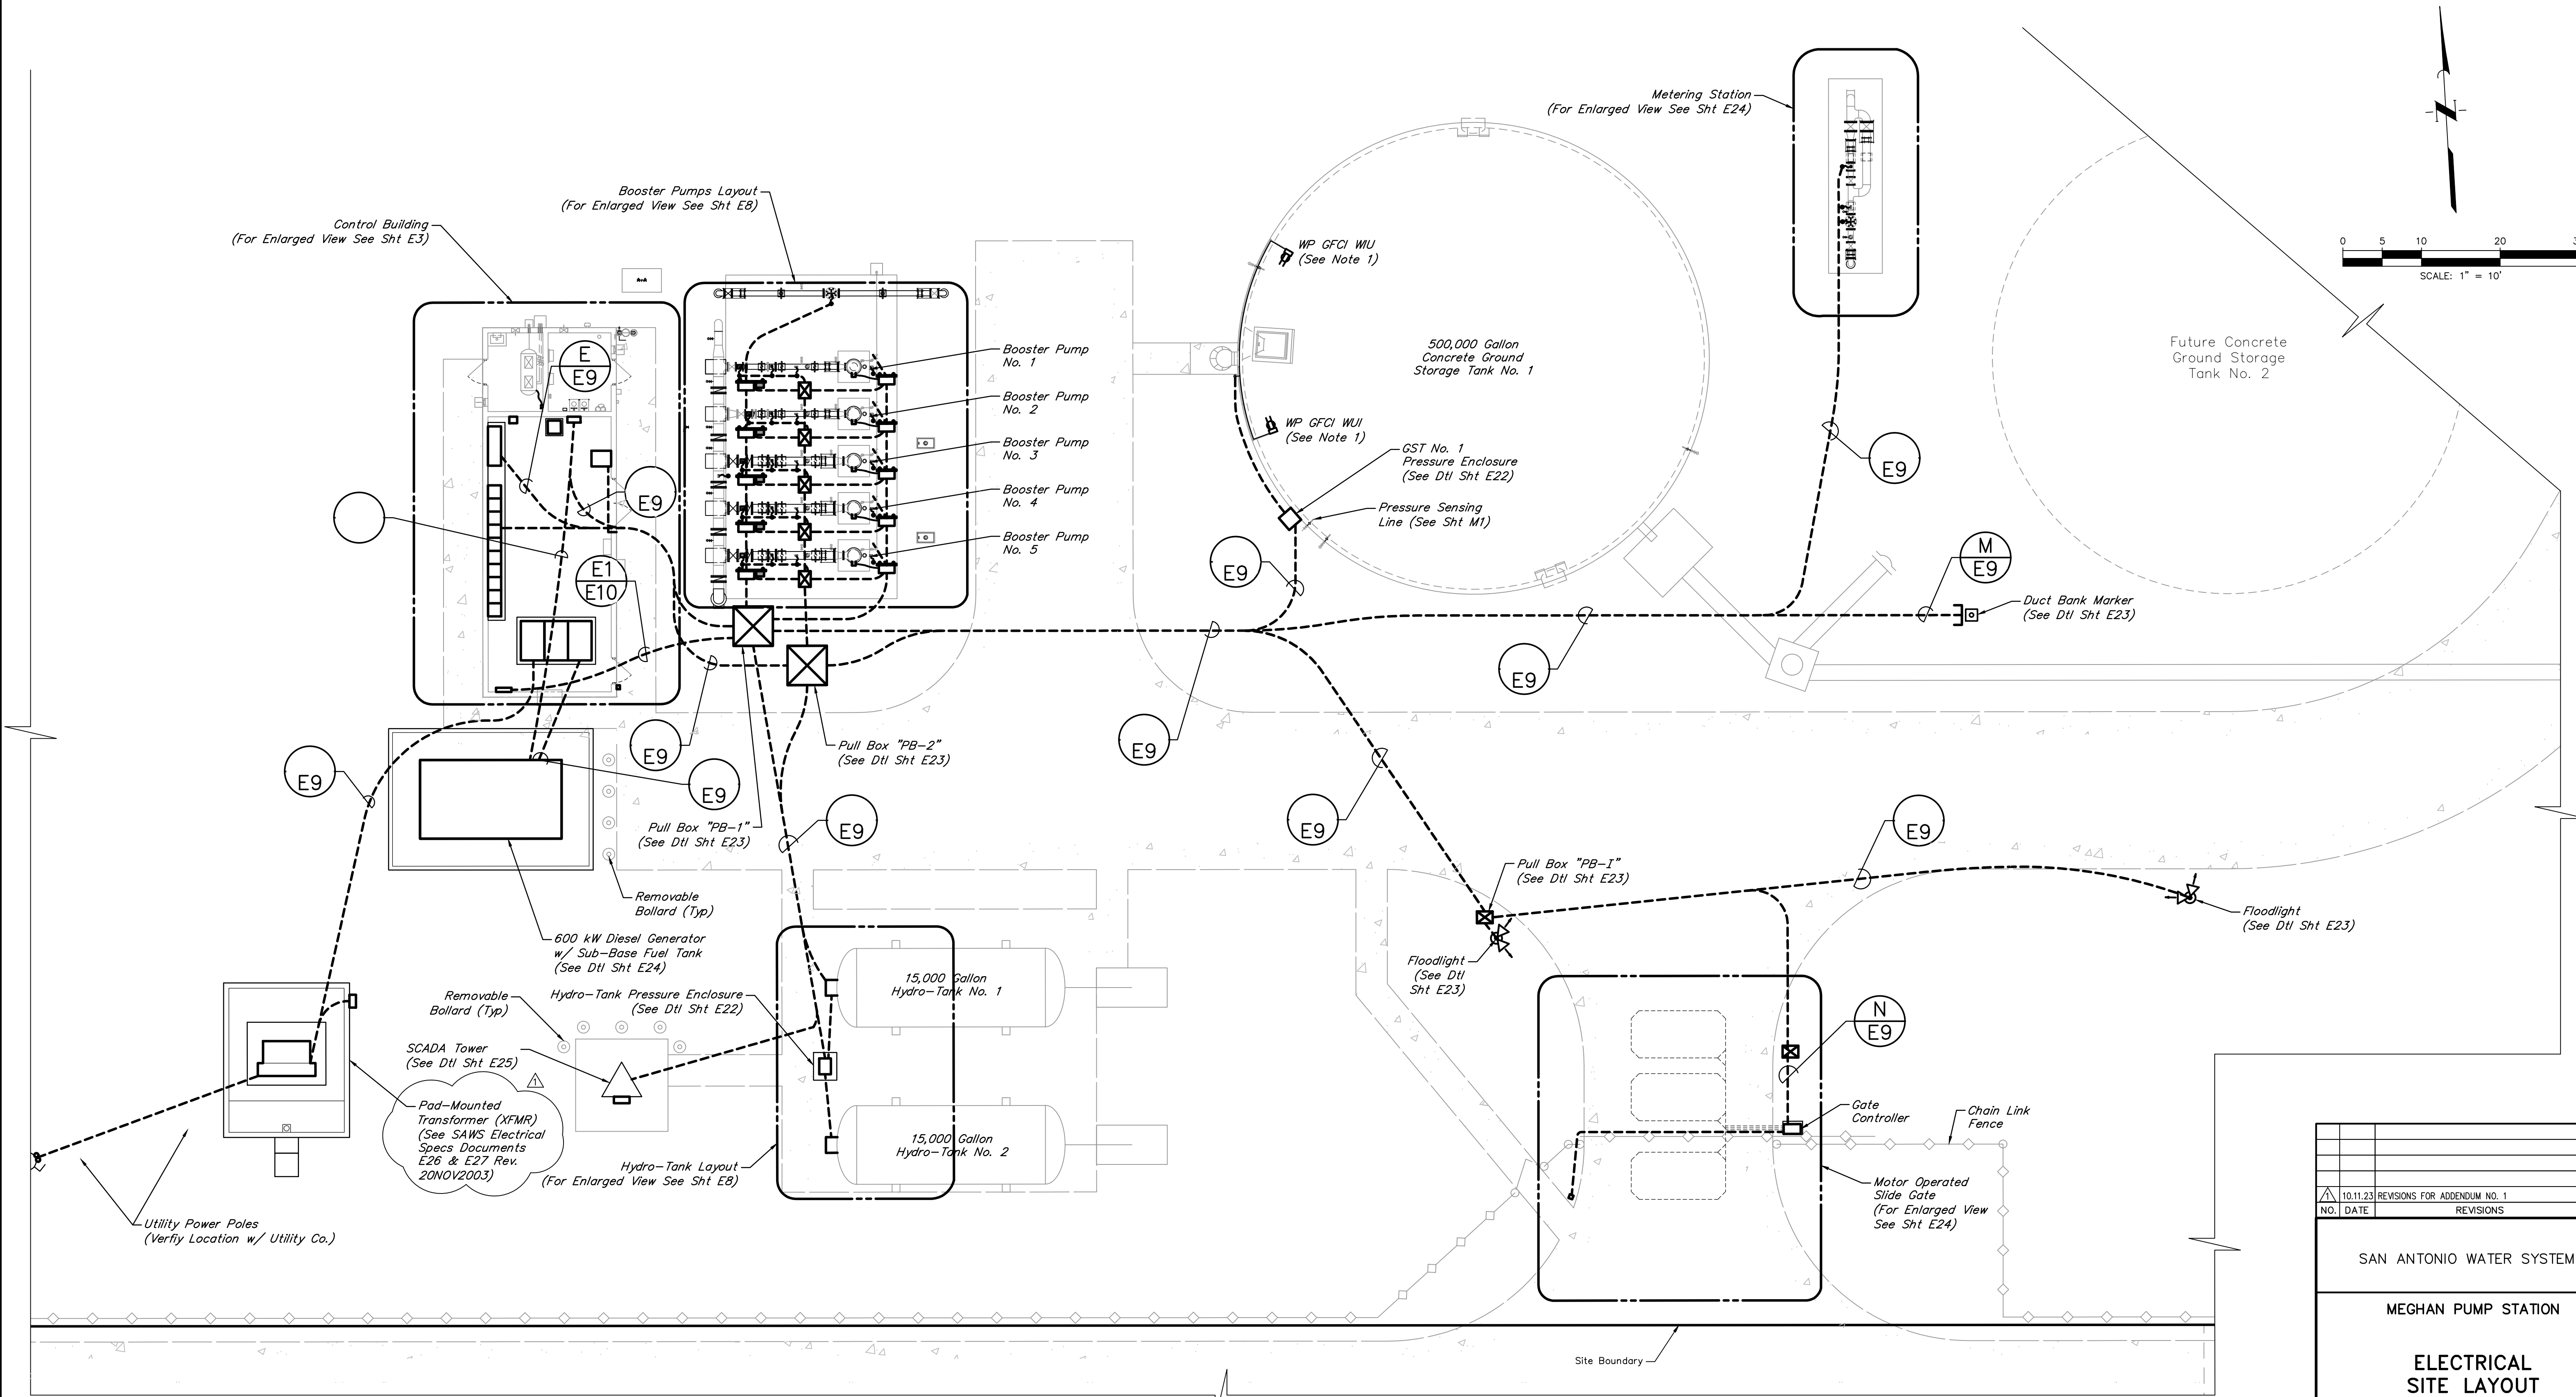 Metering Station
(For Enlarged View See Sht E24)
N
0 5 10 20
SCALE: 1" = 10'
Booster Pumps Layout
(For Enlarged View See Sht E8)
Control Building
(For Enlarged View See Sht E3)
WP GFCI WIU
(See Note 1)
500,000 Gallon
Concrete Ground
Storage Tank No. 1
Future Concrete
Ground Storage
Tank No. 2
E
E9
Booster Pump
No. 1
Booster Pump
No. 2
Booster Pump
No. 3
Booster Pump
No. 4
Booster Pump
No. 5
WP GFCI WUI
(See Note 1)
GST No. 1
Pressure Enclosure
(See Dtl Sht E22)
Pressure Sensing
Line (See Sht M1)
E9
E9
E9
E1
E10
M
E9
Duct Bank Marker
(See Dtl Sht E23)
E9
E9
E9
E9
E9
Pull Box "PB-2"
(See Dtl Sht E23)
Pull Box "PB-1"
(See Dtl Sht E23)
E9
E9
E9
E9
Pull Box "PB-I"
(See Dtl Sht E23)
Removable
Bollard (Typ)
600 kW Diesel Generator
w/ Sub-Base Fuel Tank
(See Dtl Sht E24)
Floodlight
(See Dtl Sht E23)
Floodlight
(See Dtl
Sht E23)
15,000 Gallon
Hydro-Tank No. 1
Removable
Bollard (Typ)
Hydro-Tank Pressure Enclosure
(See Dtl Sht E22)
N
E9
SCADA Tower
(See Dtl Sht E25)
1
Pad-Mounted
Transformer (XFMR)
(See SAWS Electrical
Specs Documents
E26 & E27 Rev.
20NOV2003)
15,000 Gallon
Hydro-Tank No. 2
Hydro-Tank Layout
(For Enlarged View See Sht E8)
Gate
Controller
Chain Link
Fence
Motor Operated
Slide Gate
(For Enlarged View
See Sht E24)
Utility Power Poles
(Verfiy Location w/ Utility Co.)
Site Boundary
1 10.11.23 REVISIONS FOR ADDENDUM NO. 1
NO. DATE REVISIONS
SAN ANTONIO WATER SYSTEM
MEGHAN PUMP STATION
ELECTRICAL
SITE LAYOUT